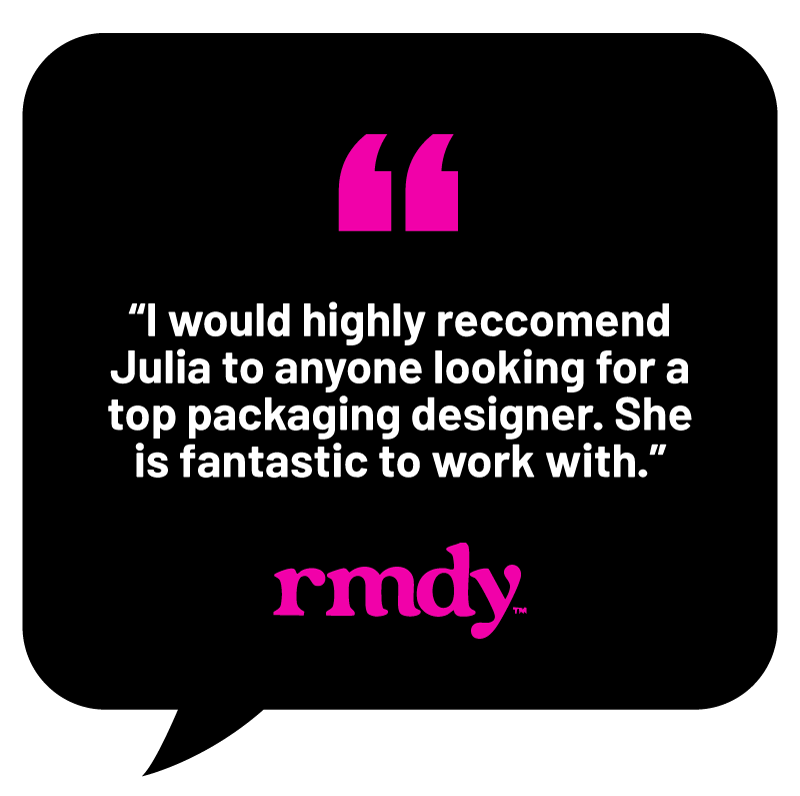 “
“I would highly reccomend
Julia to anyone looking for a
top packaging designer. She
is fantastic to work with.”
rmdy™